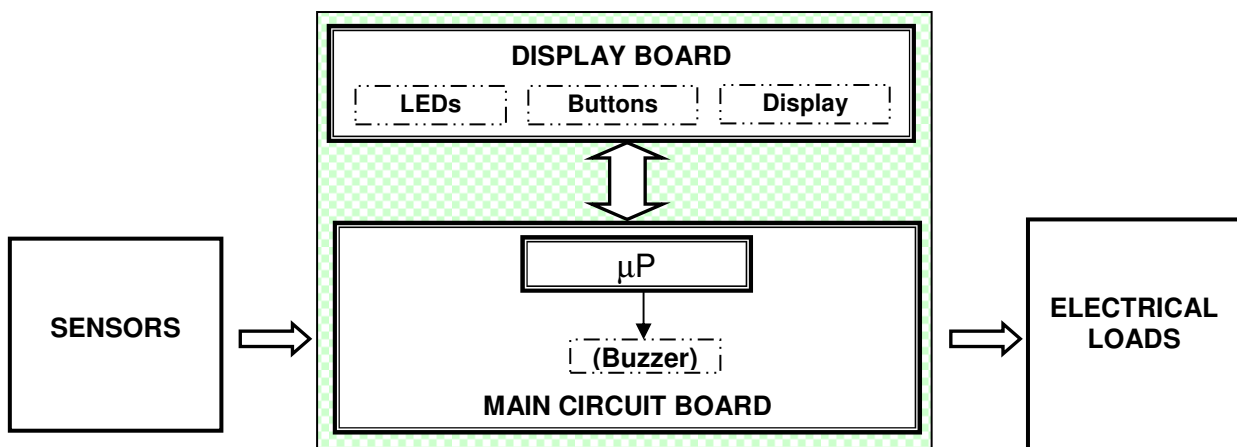 DISPLAY BOARD
LEDs
Buttons
Display
μP
(Buzzer)
MAIN CIRCUIT BOARD
SENSORS
ELECTRICAL
LOADS